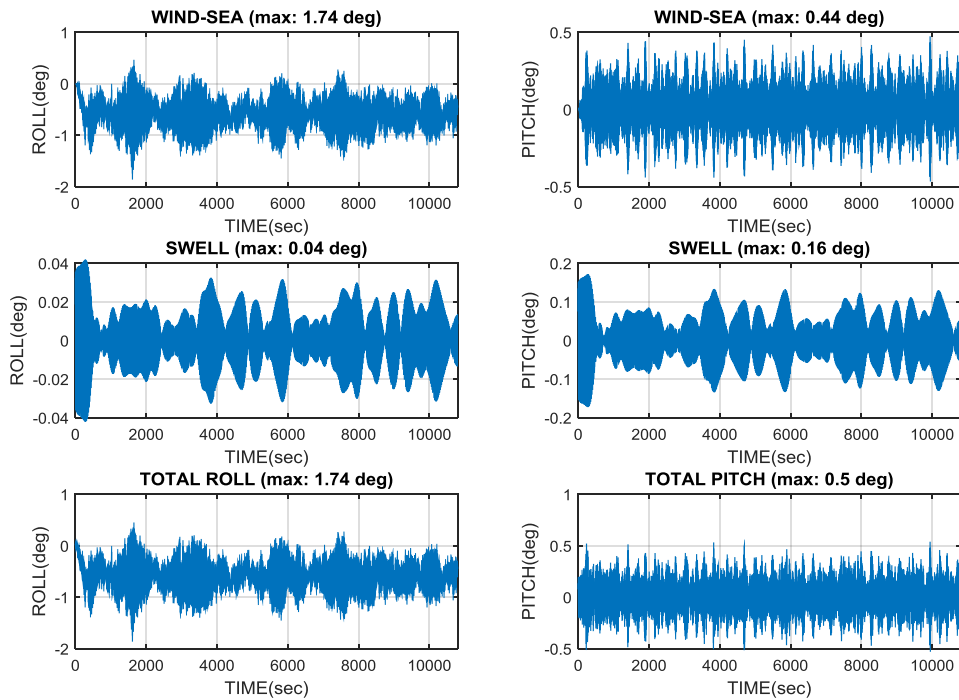 WIND-SEA (max: 1.74 deg)
1
0
-1
-2
ROLL(deg)
0 2000 4000 6000 8000 10000
TIME(sec)
WIND-SEA (max: 0.44 deg)
0.5
0
-0.5
PITCH(deg)
0 2000 4000 6000 8000 10000
TIME(sec)
SWELL (max: 0.04 deg)
0.04
0.02
0
-0.02
-0.04
ROLL(deg)
0 2000 4000 6000 8000 10000
TIME(sec)
SWELL (max: 0.16 deg)
0.2
0.1
0
-0.1
-0.2
PITCH(deg)
0 2000 4000 6000 8000 10000
TIME(sec)
TOTAL ROLL (max: 1.74 deg)
1
0
-1
-2
ROLL(deg)
0 2000 4000 6000 8000 10000
TIME(sec)
TOTAL PITCH (max: 0.5 deg)
1
0.5
0
-0.5
PITCH(deg)
0 2000 4000 6000 8000 10000
TIME(sec)